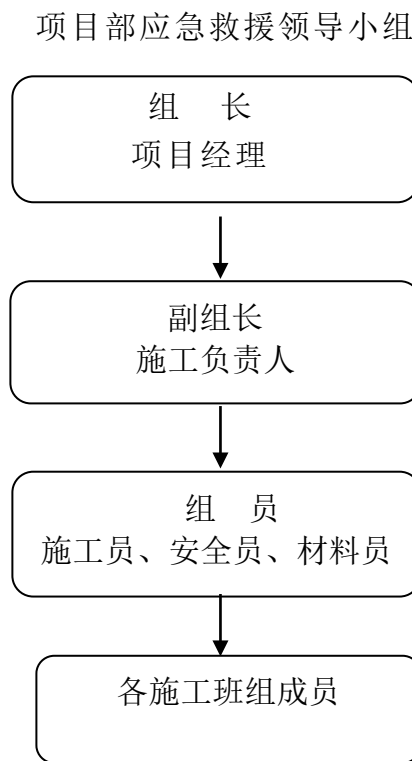 项目部应急救援领导小组
组 长
项目经理
副组长
施工负责人
组 员
施工员、安全员、材料员
各施工班组成员